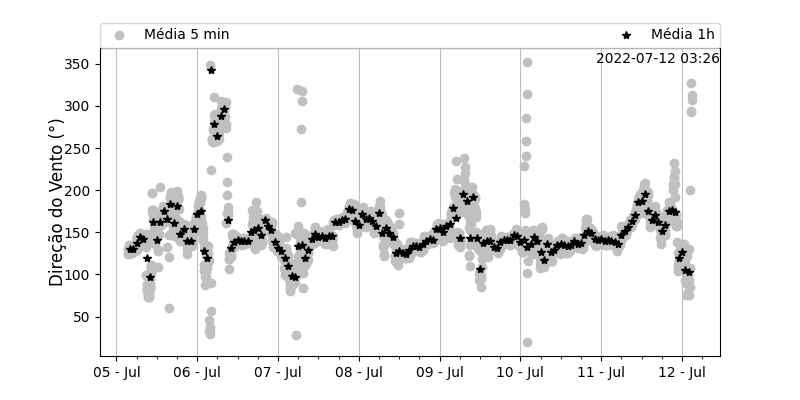 Média 5 min
Média 1h
2022-07-12 03:26
Direção do Vento (°)
350
300
250
200
150
100
50
05 - Jul
06 - Jul
07 - Jul
08 - Jul
09 - Jul
10 - Jul
11 - Jul
12 - Jul